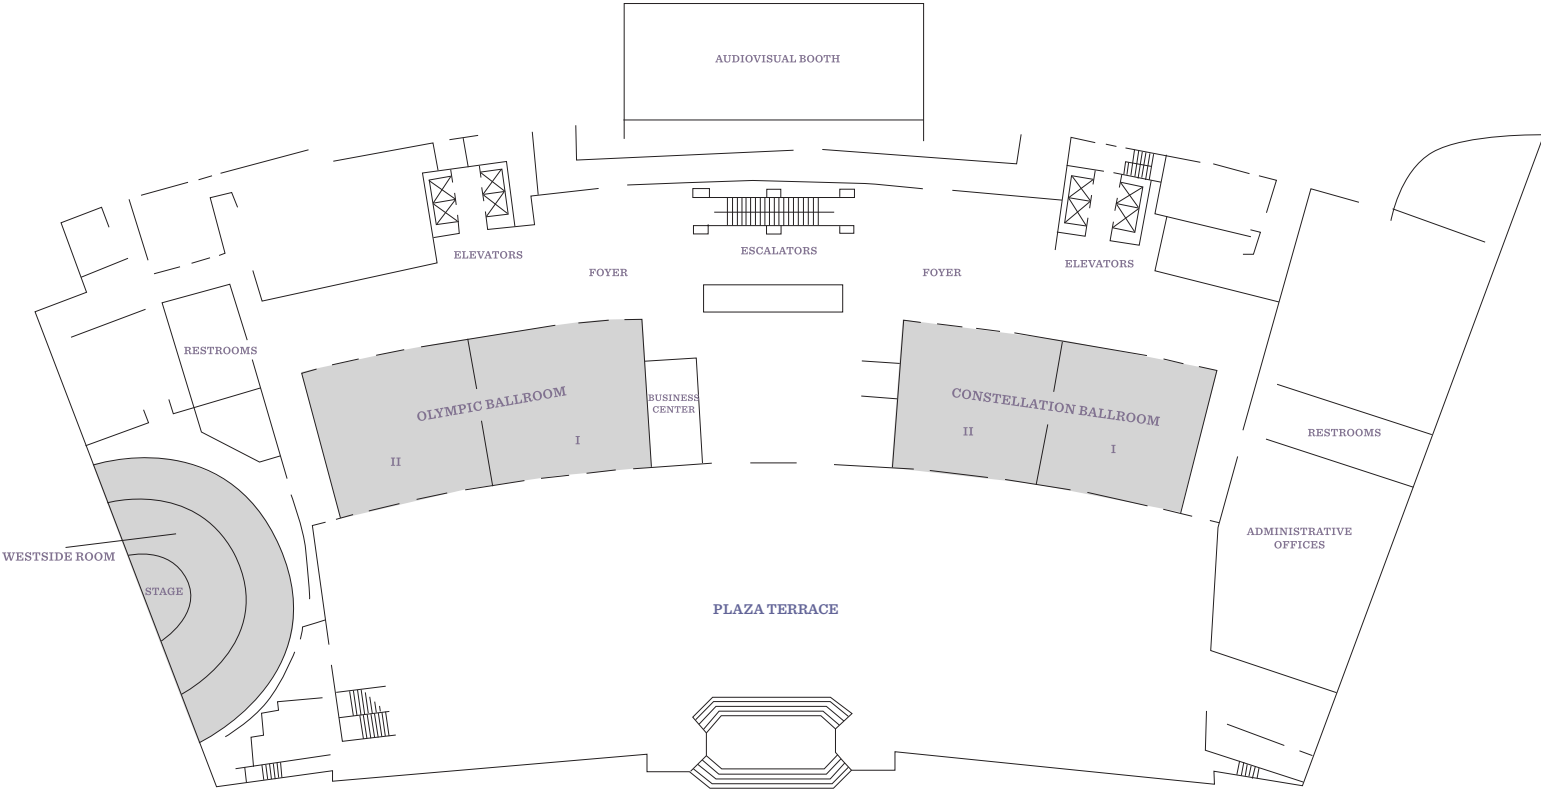 AUDIOVISUAL BOOTH
ESCALATORS
ELEVATORS
FOYER
FOYER
ELEVATORS
RESTROOMS
OLYMPIC BALLROOM
II
I
BUSINESS
CENTER
CONSTELLATION BALLROOM
II
I
RESTROOMS
ADMINISTRATIVE
OFFICES
WESTSIDE ROOM
STAGE
PLAZA TERRACE